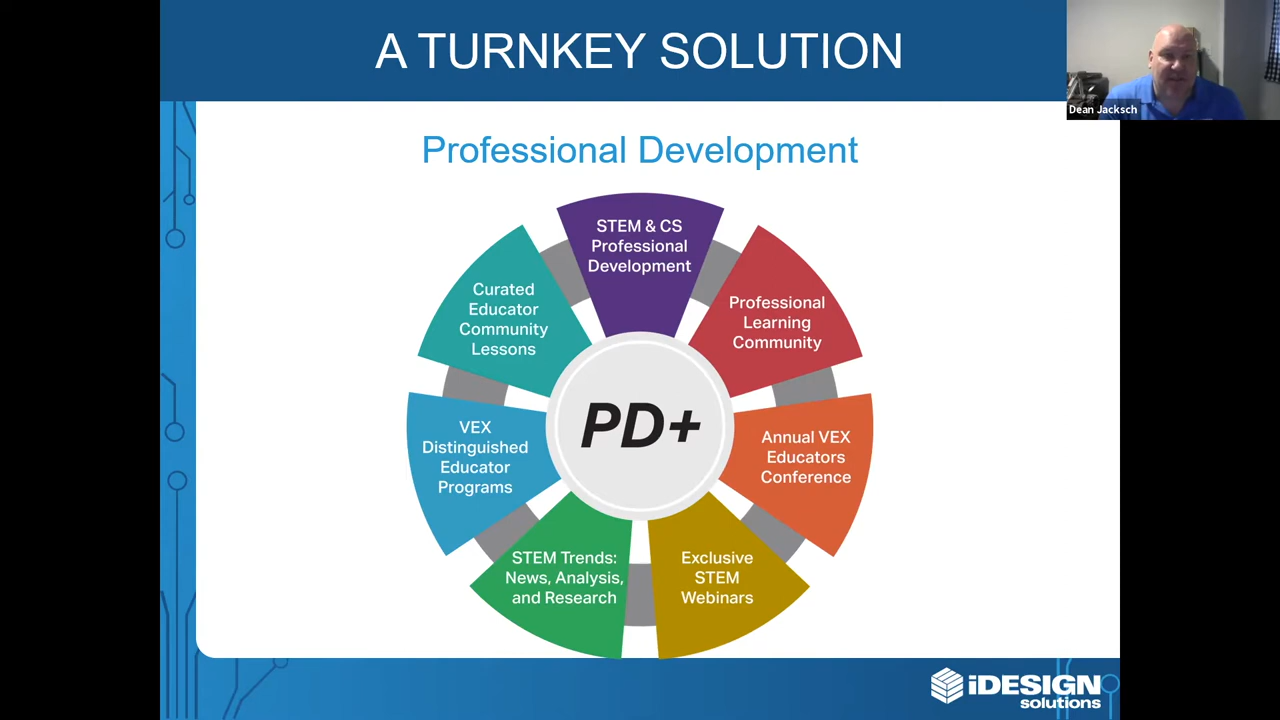 A TURNKEY SOLUTION
Dean Jacksch
Professional Development
STEM & CS
Professional
Development
Professional
Learning
Community
Annual VEX
Educators
Conference
Exclusive
STEM
Webinars
STEM Trends:
News, Analysis,
and Research
VEX
Distinguished
Educator
Programs
Curated
Educator
Community
Lessons
PD+
iDESIGN
solutions